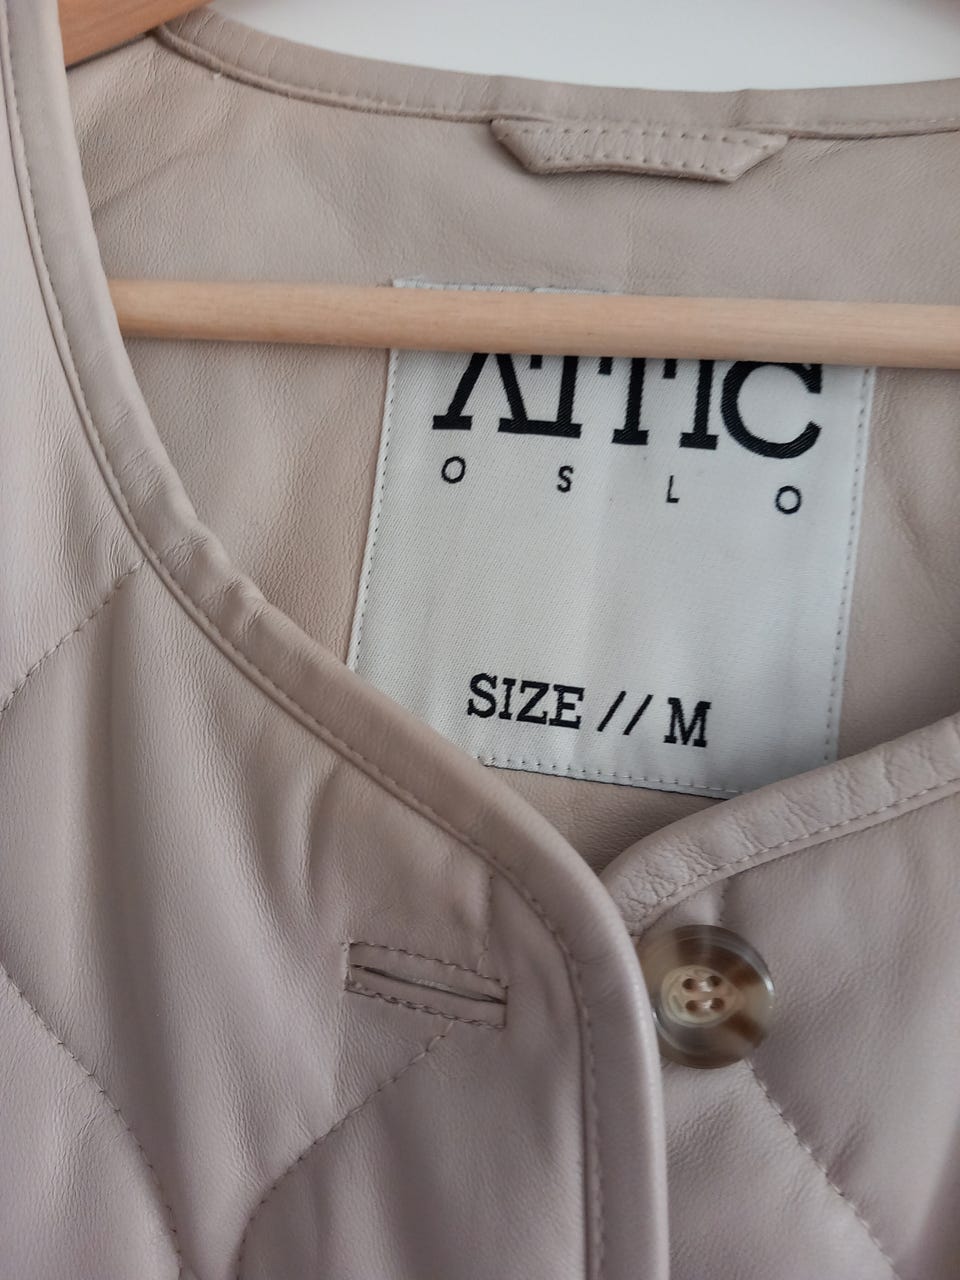 ATTIC
OSLO
SIZE // M